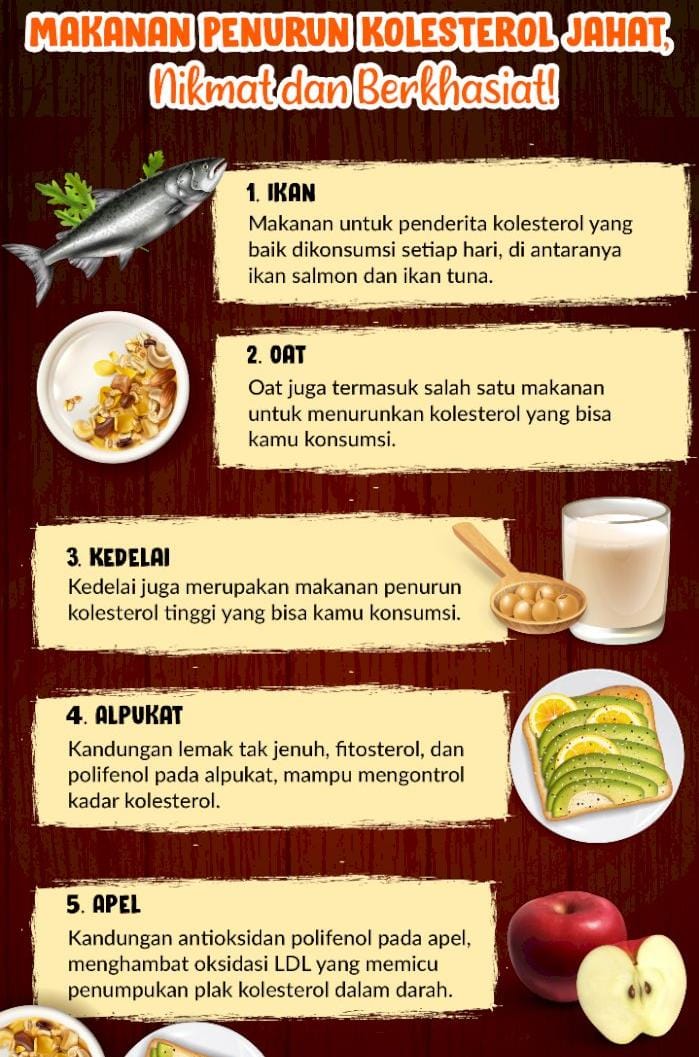 MAKANAN PENURUN KOLESTEROL JAHAT,
Nikmat dan Berkhasiat!
1. IKAN
Makanan untuk penderita kolesterol yang
baik dikonsumsi setiap hari, di antaranya
ikan salmon dan ikan tuna.
2. OAT
Oat juga termasuk salah satu makanan
untuk menurunkan kolesterol yang bisa
kamu konsumsi.
3. KEDELAI
Kedelai juga merupakan makanan penurun
kolesterol tinggi yang bisa kamu konsumsi.
4. ALPUKAT
Kandungan lemak tak jenuh, fitosterol, dan
polifenol pada alpukat, mampu mengontrol
kadar kolesterol.
5. APEL
Kandungan antioksidan polifenol pada apel,
menghambat oksidasi LDL yang memicu
penumpukan plak kolesterol dalam darah.